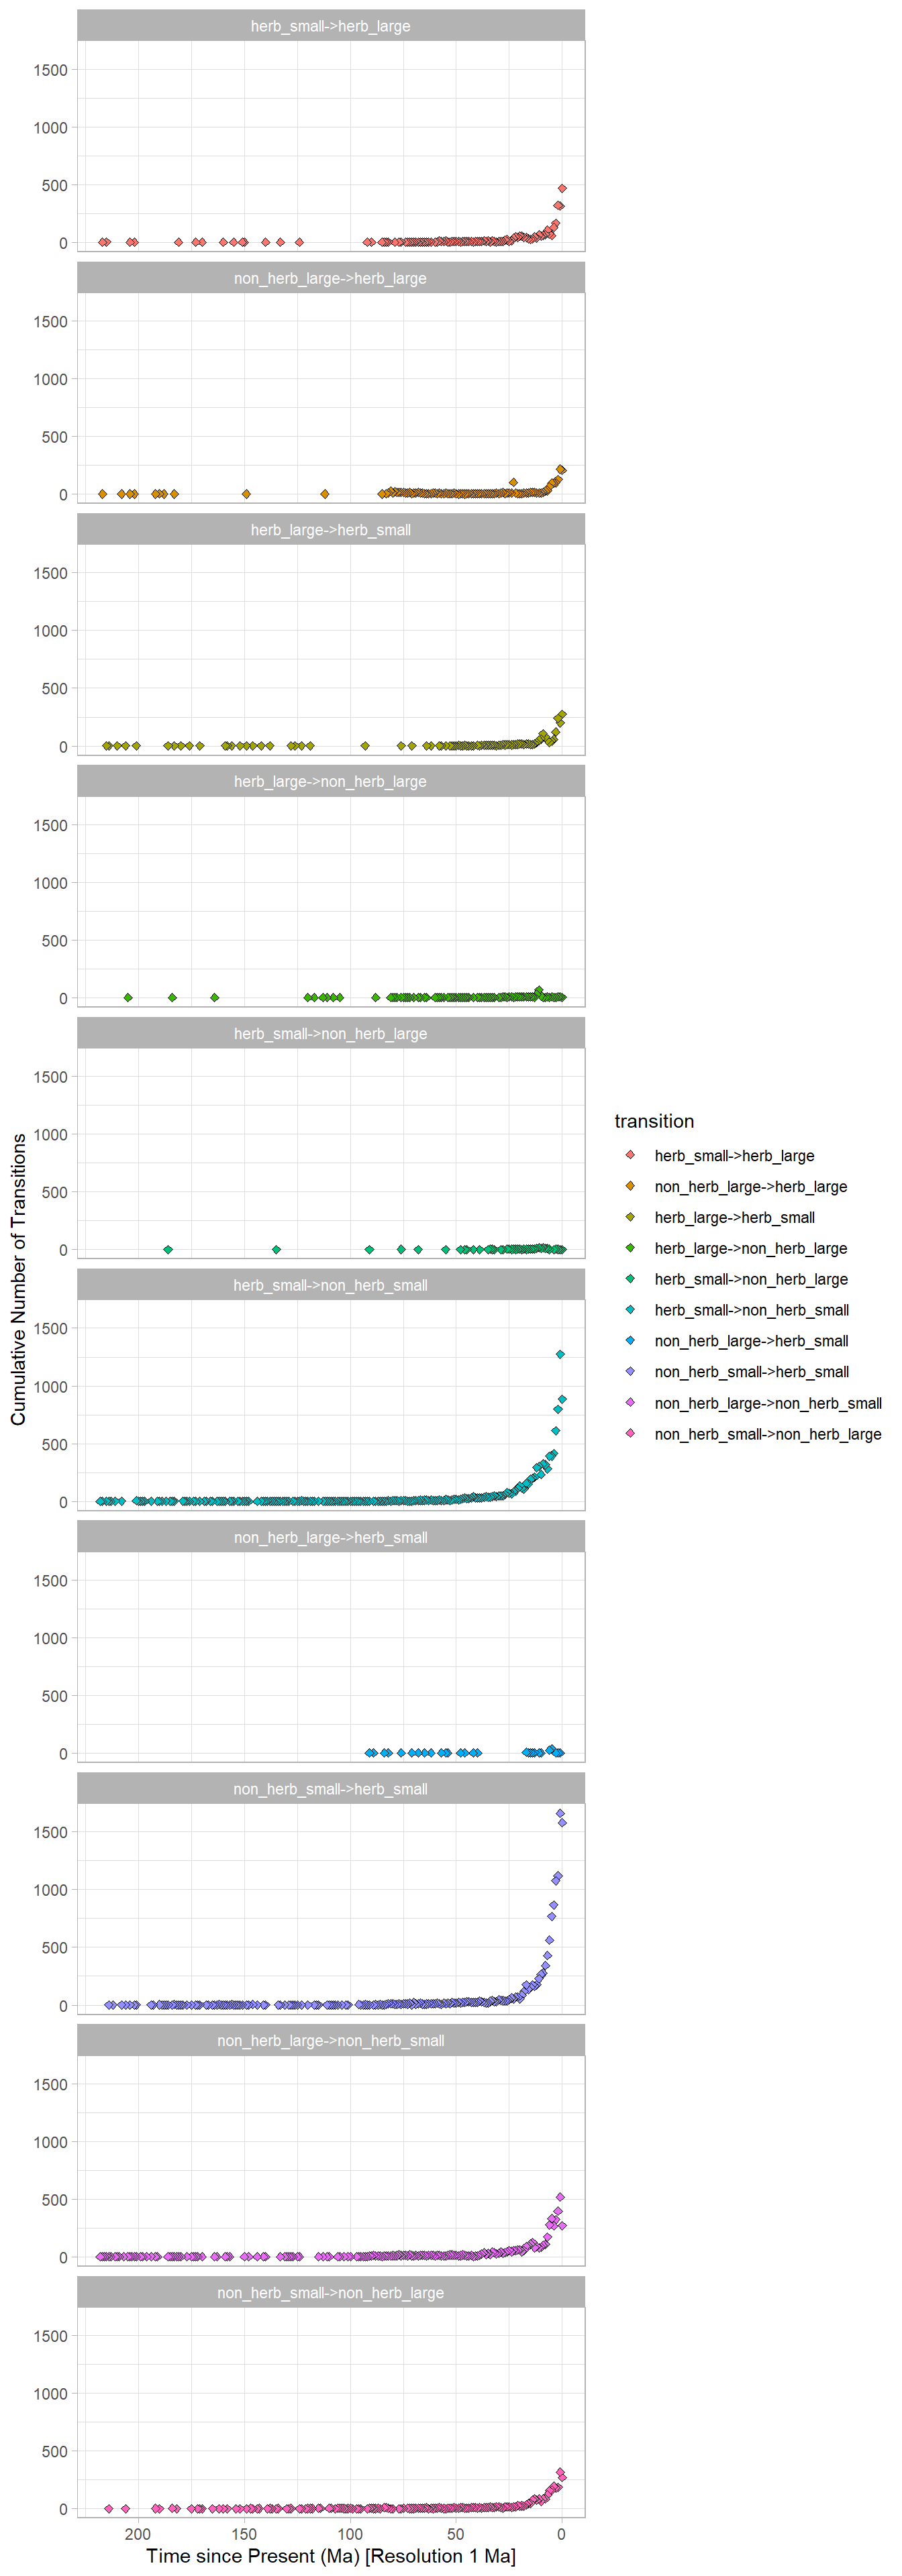 herb_small->herb_large
1500
1000
500
0
non_herb_large->herb_large
1500
1000
500
0
herb_large->herb_small
1500
1000
500
0
herb_large->non_herb_large
1500
1000
500
0
herb_small->non_herb_large
1500
1000
500
0
herb_small->non_herb_small
1500
1000
500
0
non_herb_large->herb_small
1500
1000
500
0
non_herb_small->herb_small
1500
1000
500
0
non_herb_large->non_herb_small
1500
1000
500
0
non_herb_small->non_herb_large
1500
1000
500
0
200 150 100 50 0
Time since Present (Ma) [Resolution 1 Ma]
Cumulative Number of Transitions
transition
herb_small->herb_large
non_herb_large->herb_large
herb_large->herb_small
herb_large->non_herb_large
herb_small->non_herb_large
herb_small->non_herb_small
non_herb_large->herb_small
non_herb_small->herb_small
non_herb_large->non_herb_small
non_herb_small->non_herb_large